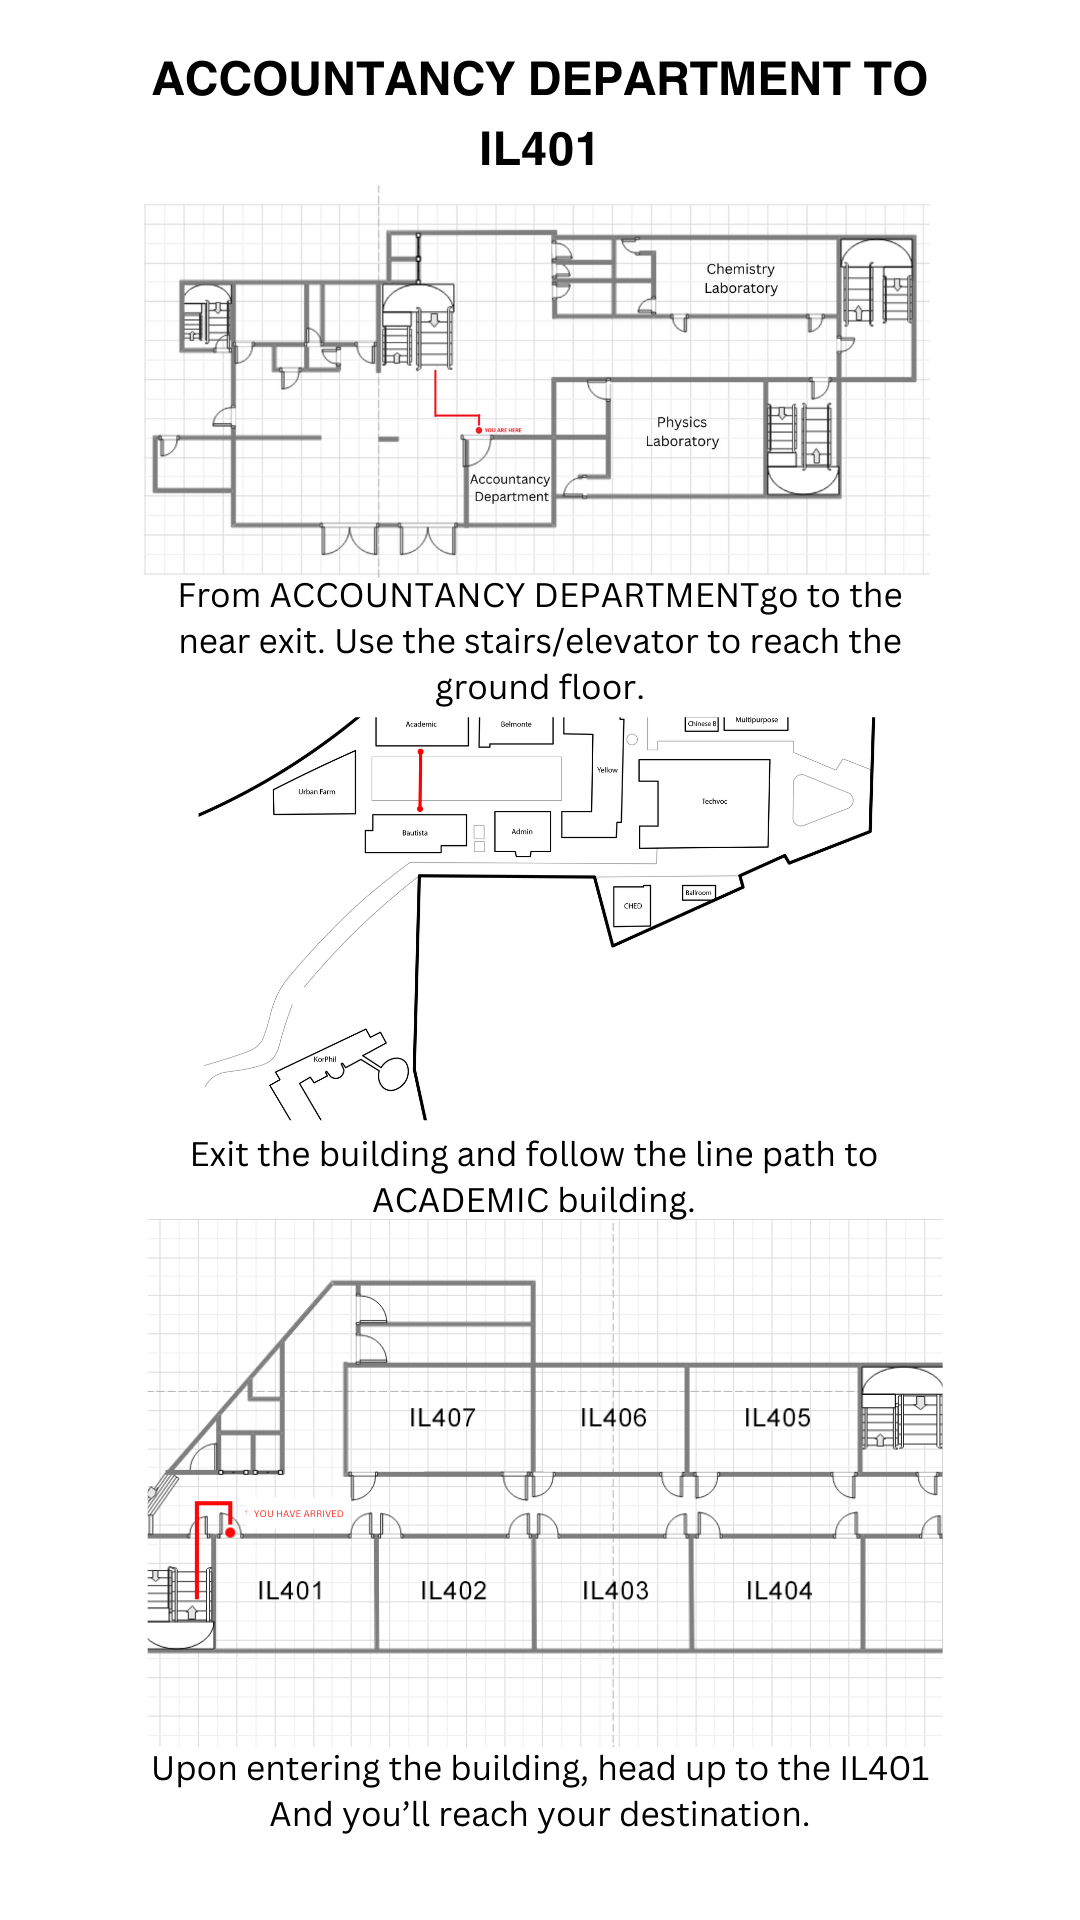 ACCOUNTANCY DEPARTMENT TO
IL401
Chemistry
Laboratory
Physics
Laboratory
YOU ARE HERE
Accountancy
Department
From ACCOUNTANCY DEPARTMENTgo to the
near exit. Use the stairs/elevator to reach the
ground floor.
Academic
Belmonte
Chinese B
Multipurpose
Urban Farm
Yellow
Techvoc
Bautista
Admin
CHED
Ballroom
KorPhil
Exit the building and follow the line path to
ACADEMIC building.
IL407
IL406
IL405
YOU HAVE ARRIVED
IL401
IL402
IL403
IL404
Upon entering the building, head up to the IL401
And you’ll reach your destination.